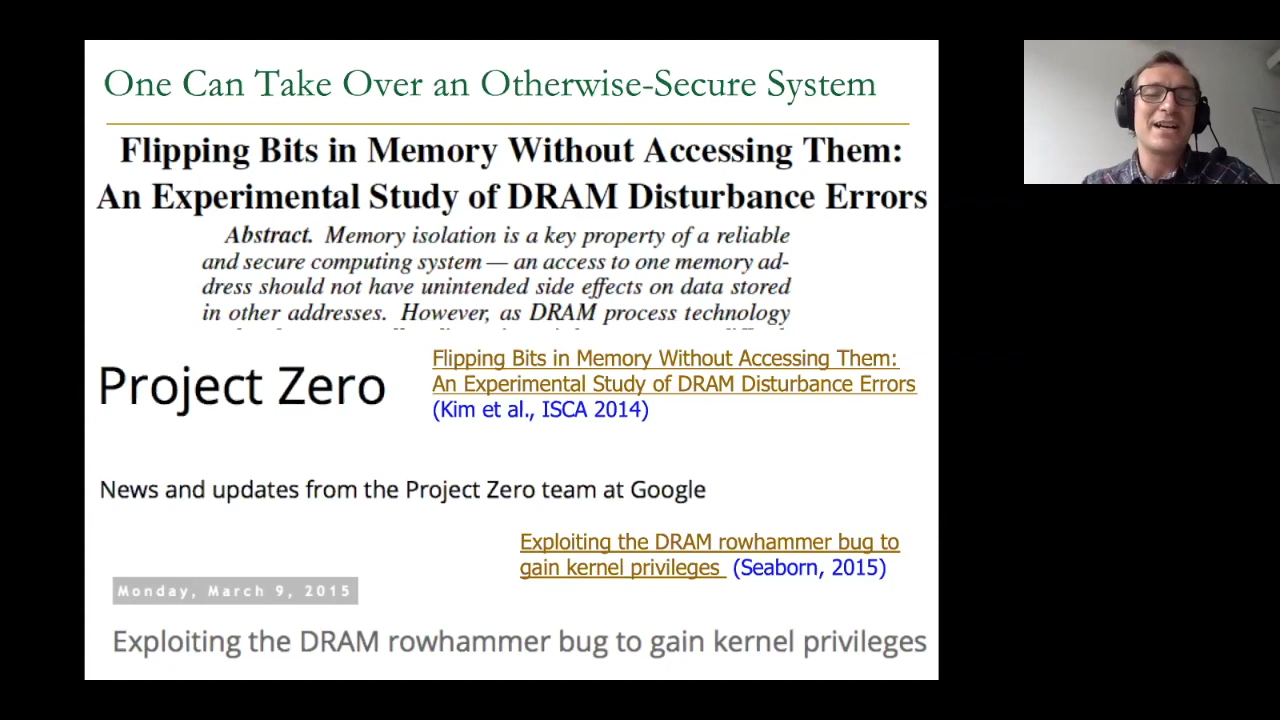 One Can Take Over an Otherwise-Secure System
Flipping Bits in Memory Without Accessing Them:
An Experimental Study of DRAM Disturbance Errors
Abstract. Memory isolation is a key property of a reliable
and secure computing system — an access to one memory ad-
dress should not have unintended side effects on data stored
in other addresses. However, as DRAM process technology
Project Zero
Flipping Bits in Memory Without Accessing Them:
An Experimental Study of DRAM Disturbance Errors
(Kim et al., ISCA 2014)
News and updates from the Project Zero team at Google
Exploiting the DRAM rowhammer bug to
gain kernel privileges (Seaborn, 2015)
Monday, March 9, 2015
Exploiting the DRAM rowhammer bug to gain kernel privileges